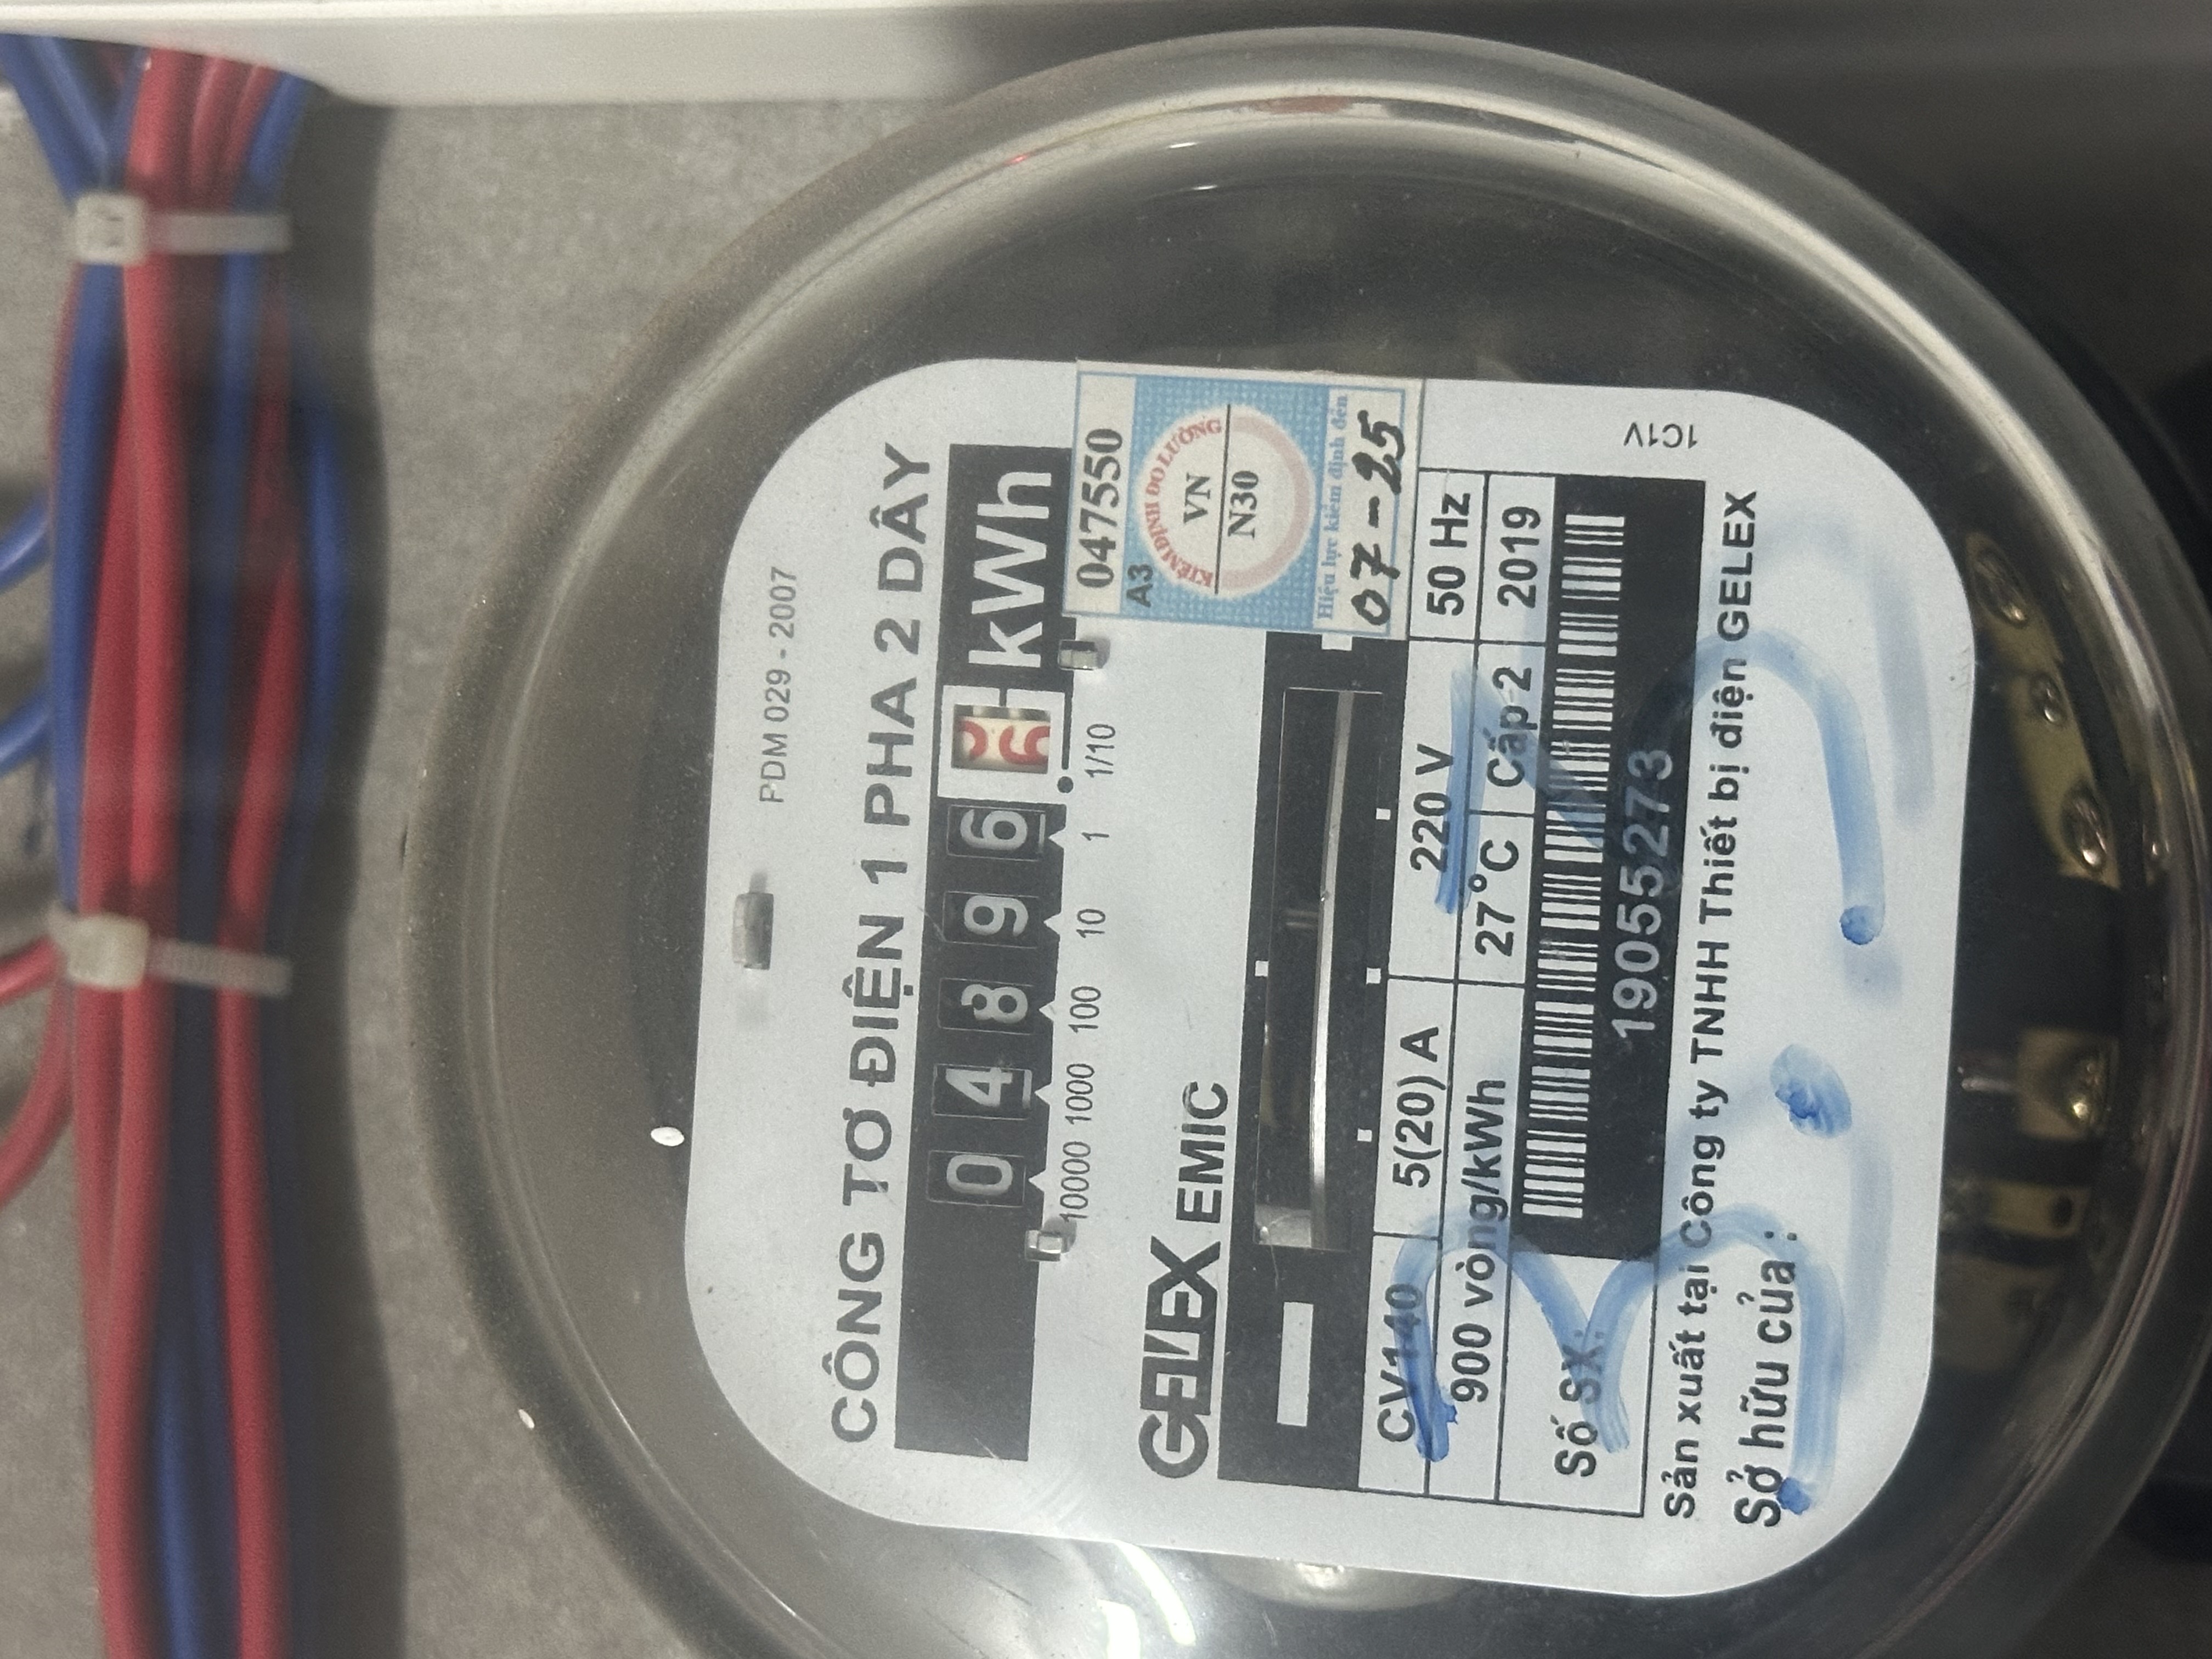 PDM 029 - 2007
CÔNG TƠ ĐIỆN 1 PHA 2 DÂY
0 4 8 9 6 kWh
10000 1000 100 10 1 1/10
047550
A3
KIỂM ĐỊNH ĐO LƯỜNG
VN
N30
Hiệu lực kiểm định đến
07-25
GELEX EMIC
CV140 5(20) A 220 V 50 Hz
900 vòng/kWh 27°C Cấp 2 2019
Số SX:
19055273
1C1V
Sản xuất tại Công ty TNHH Thiết bị điện GELEX
Sở hữu của :